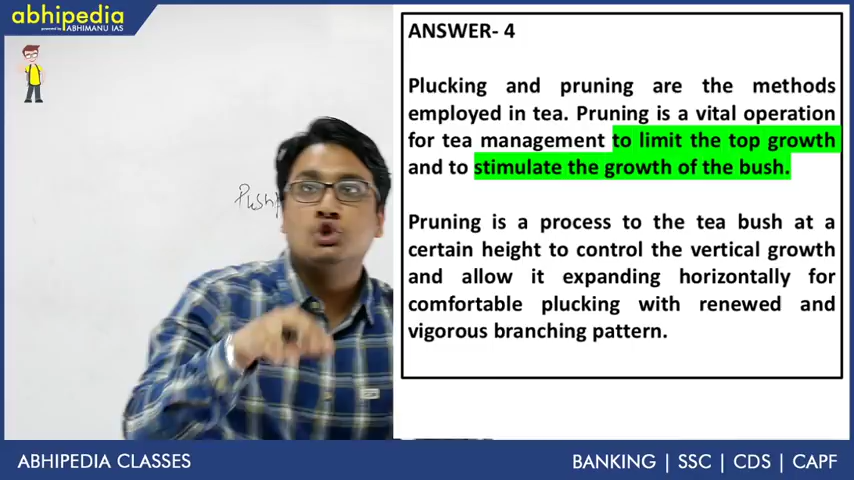 abhipedia
powered by ABHIMANU IAS
ANSWER- 4
Plucking and pruning are the methods
employed in tea. Pruning is a vital operation
for tea management to limit the top growth
and to stimulate the growth of the bush.
Pruning is a process to the tea bush at a
certain height to control the vertical growth
and allow it expanding horizontally for
comfortable plucking with renewed and
vigorous branching pattern.
ABHIPEDIA CLASSES
BANKING | SSC | CDS | CAPF